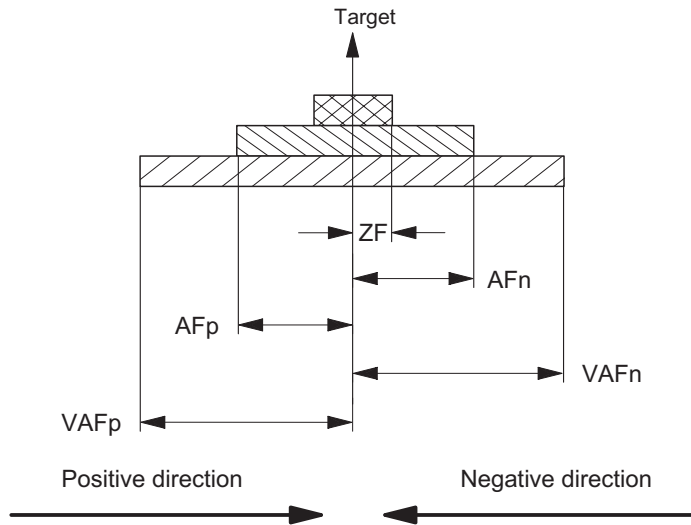 Target
ZF
AFn
AFp
VAFn
VAFp
Positive direction
Negative direction